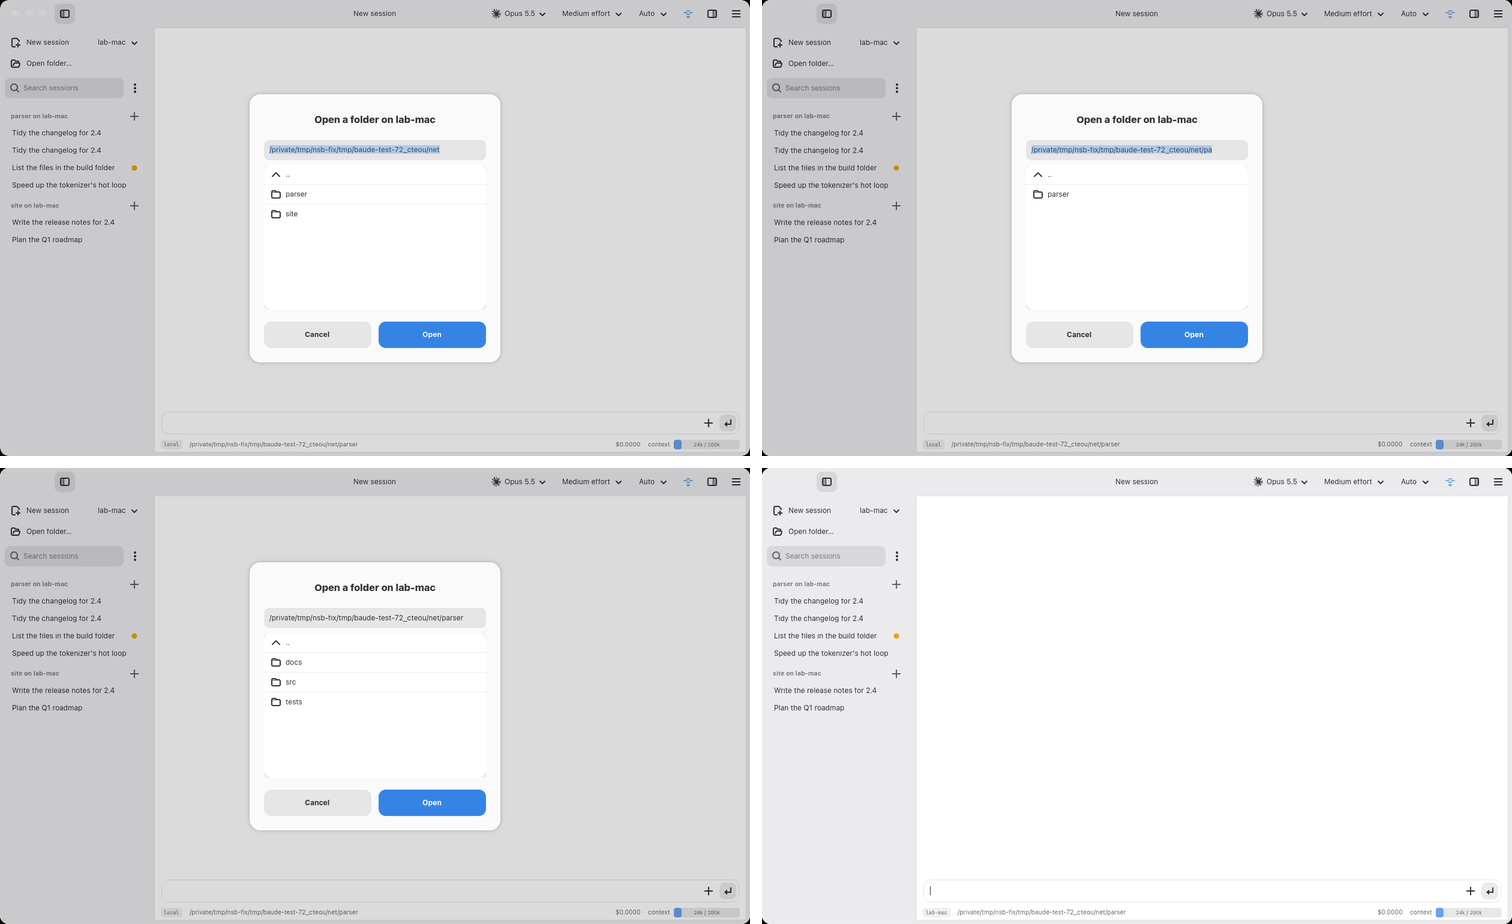 New session
Opus 5.5
Medium effort
Auto
New session
lab-mac
Open folder...
Search sessions
parser on lab-mac
Tidy the changelog for 2.4
Tidy the changelog for 2.4
List the files in the build folder
Speed up the tokenizer's hot loop
site on lab-mac
Write the release notes for 2.4
Plan the Q1 roadmap
Open a folder on lab-mac
/private/tmp/nsb-fix/tmp/baude-test-72_cteou/net
..
parser
site
Cancel
Open
local
/private/tmp/nsb-fix/tmp/baude-test-72_cteou/net/parser
$0.0000
context
24k / 200k
New session
Opus 5.5
Medium effort
Auto
New session
lab-mac
Open folder...
Search sessions
parser on lab-mac
Tidy the changelog for 2.4
Tidy the changelog for 2.4
List the files in the build folder
Speed up the tokenizer's hot loop
site on lab-mac
Write the release notes for 2.4
Plan the Q1 roadmap
Open a folder on lab-mac
/private/tmp/nsb-fix/tmp/baude-test-72_cteou/net/pa
..
parser
Cancel
Open
local
/private/tmp/nsb-fix/tmp/baude-test-72_cteou/net/parser
$0.0000
context
24k / 200k
New session
Opus 5.5
Medium effort
Auto
New session
lab-mac
Open folder...
Search sessions
parser on lab-mac
Tidy the changelog for 2.4
Tidy the changelog for 2.4
List the files in the build folder
Speed up the tokenizer's hot loop
site on lab-mac
Write the release notes for 2.4
Plan the Q1 roadmap
Open a folder on lab-mac
/private/tmp/nsb-fix/tmp/baude-test-72_cteou/net/parser
..
docs
src
tests
Cancel
Open
local
/private/tmp/nsb-fix/tmp/baude-test-72_cteou/net/parser
$0.0000
context
24k / 200k
New session
Opus 5.5
Medium effort
Auto
New session
lab-mac
Open folder...
Search sessions
parser on lab-mac
Tidy the changelog for 2.4
Tidy the changelog for 2.4
List the files in the build folder
Speed up the tokenizer's hot loop
site on lab-mac
Write the release notes for 2.4
Plan the Q1 roadmap
lab-mac
/private/tmp/nsb-fix/tmp/baude-test-72_cteou/net/parser
$0.0000
context
24k / 200k